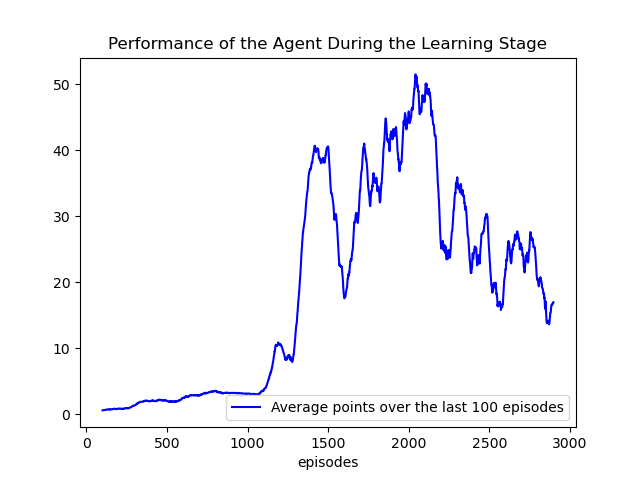 Performance of the Agent During the Learning Stage
50
40
30
20
10
0
Average points over the last 100 episodes
0 500 1000 1500 2000 2500 3000
episodes